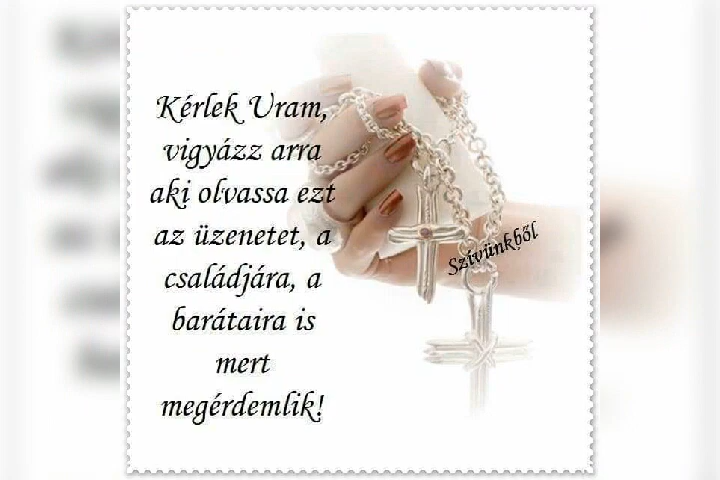 Kérlek Uram,
vigyázz arra
aki olvassa ezt
az üzenetet, a
családjára, a
barátaira is
mert
megérdemlik!
Szívünkből